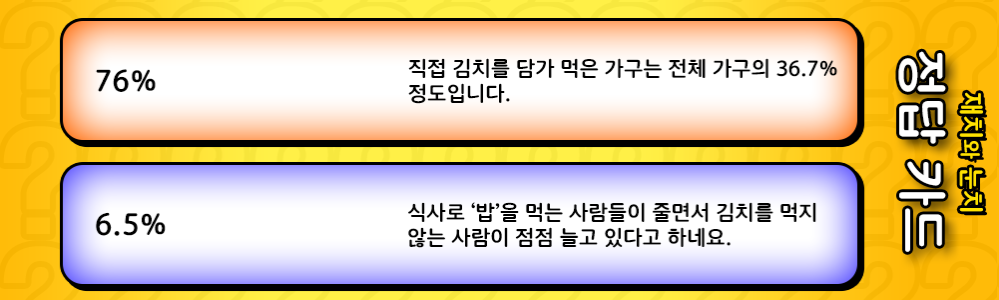 76%
직접 김치를 담가 먹은 가구는 전체 가구의 36.7%
정도입니다.
6.5%
식사로 ‘밥’을 먹는 사람들이 줄면서 김치를 먹지
않는 사람이 점점 늘고 있다고 하네요.
재치와 눈치
정답 카드